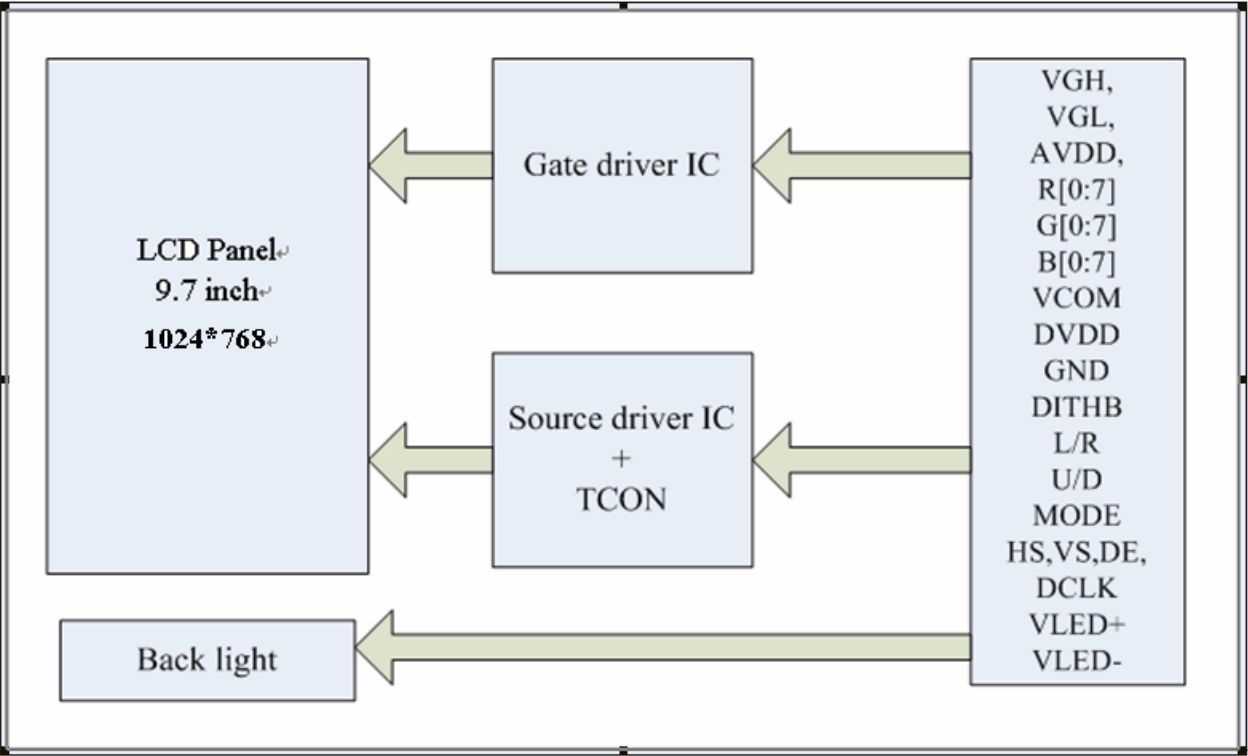 LCD Panel↵
9.7 inch↵
1024*768↵
Gate driver IC
Source driver IC
+
TCON
Back light
VGH,
VGL,
AVDD,
R[0:7]
G[0:7]
B[0:7]
VCOM
DVDD
GND
DITHB
L/R
U/D
MODE
HS,VS,DE,
DCLK
VLED+
VLED-